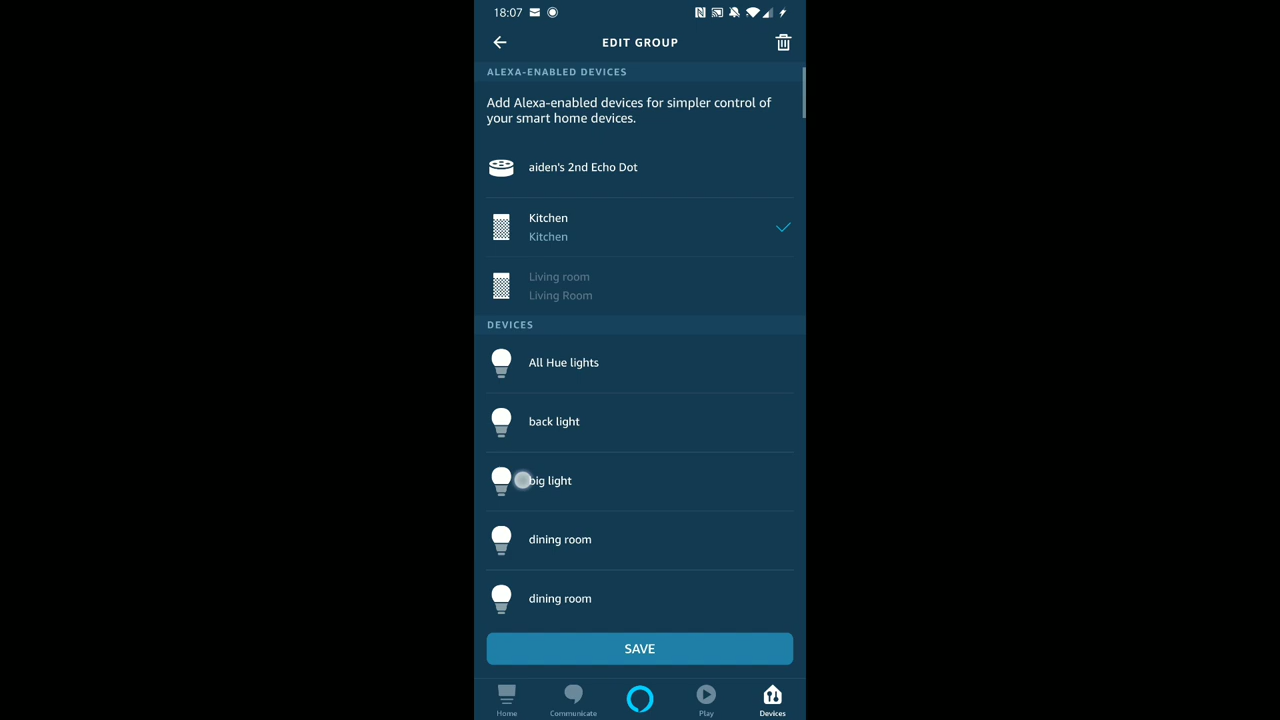 18:07
EDIT GROUP
ALEXA-ENABLED DEVICES
Add Alexa-enabled devices for simpler control of
your smart home devices.
aiden's 2nd Echo Dot
Kitchen
Kitchen
Living room
Living Room
DEVICES
All Hue lights
back light
big light
dining room
dining room
SAVE
Home
Communicate
Play
Devices